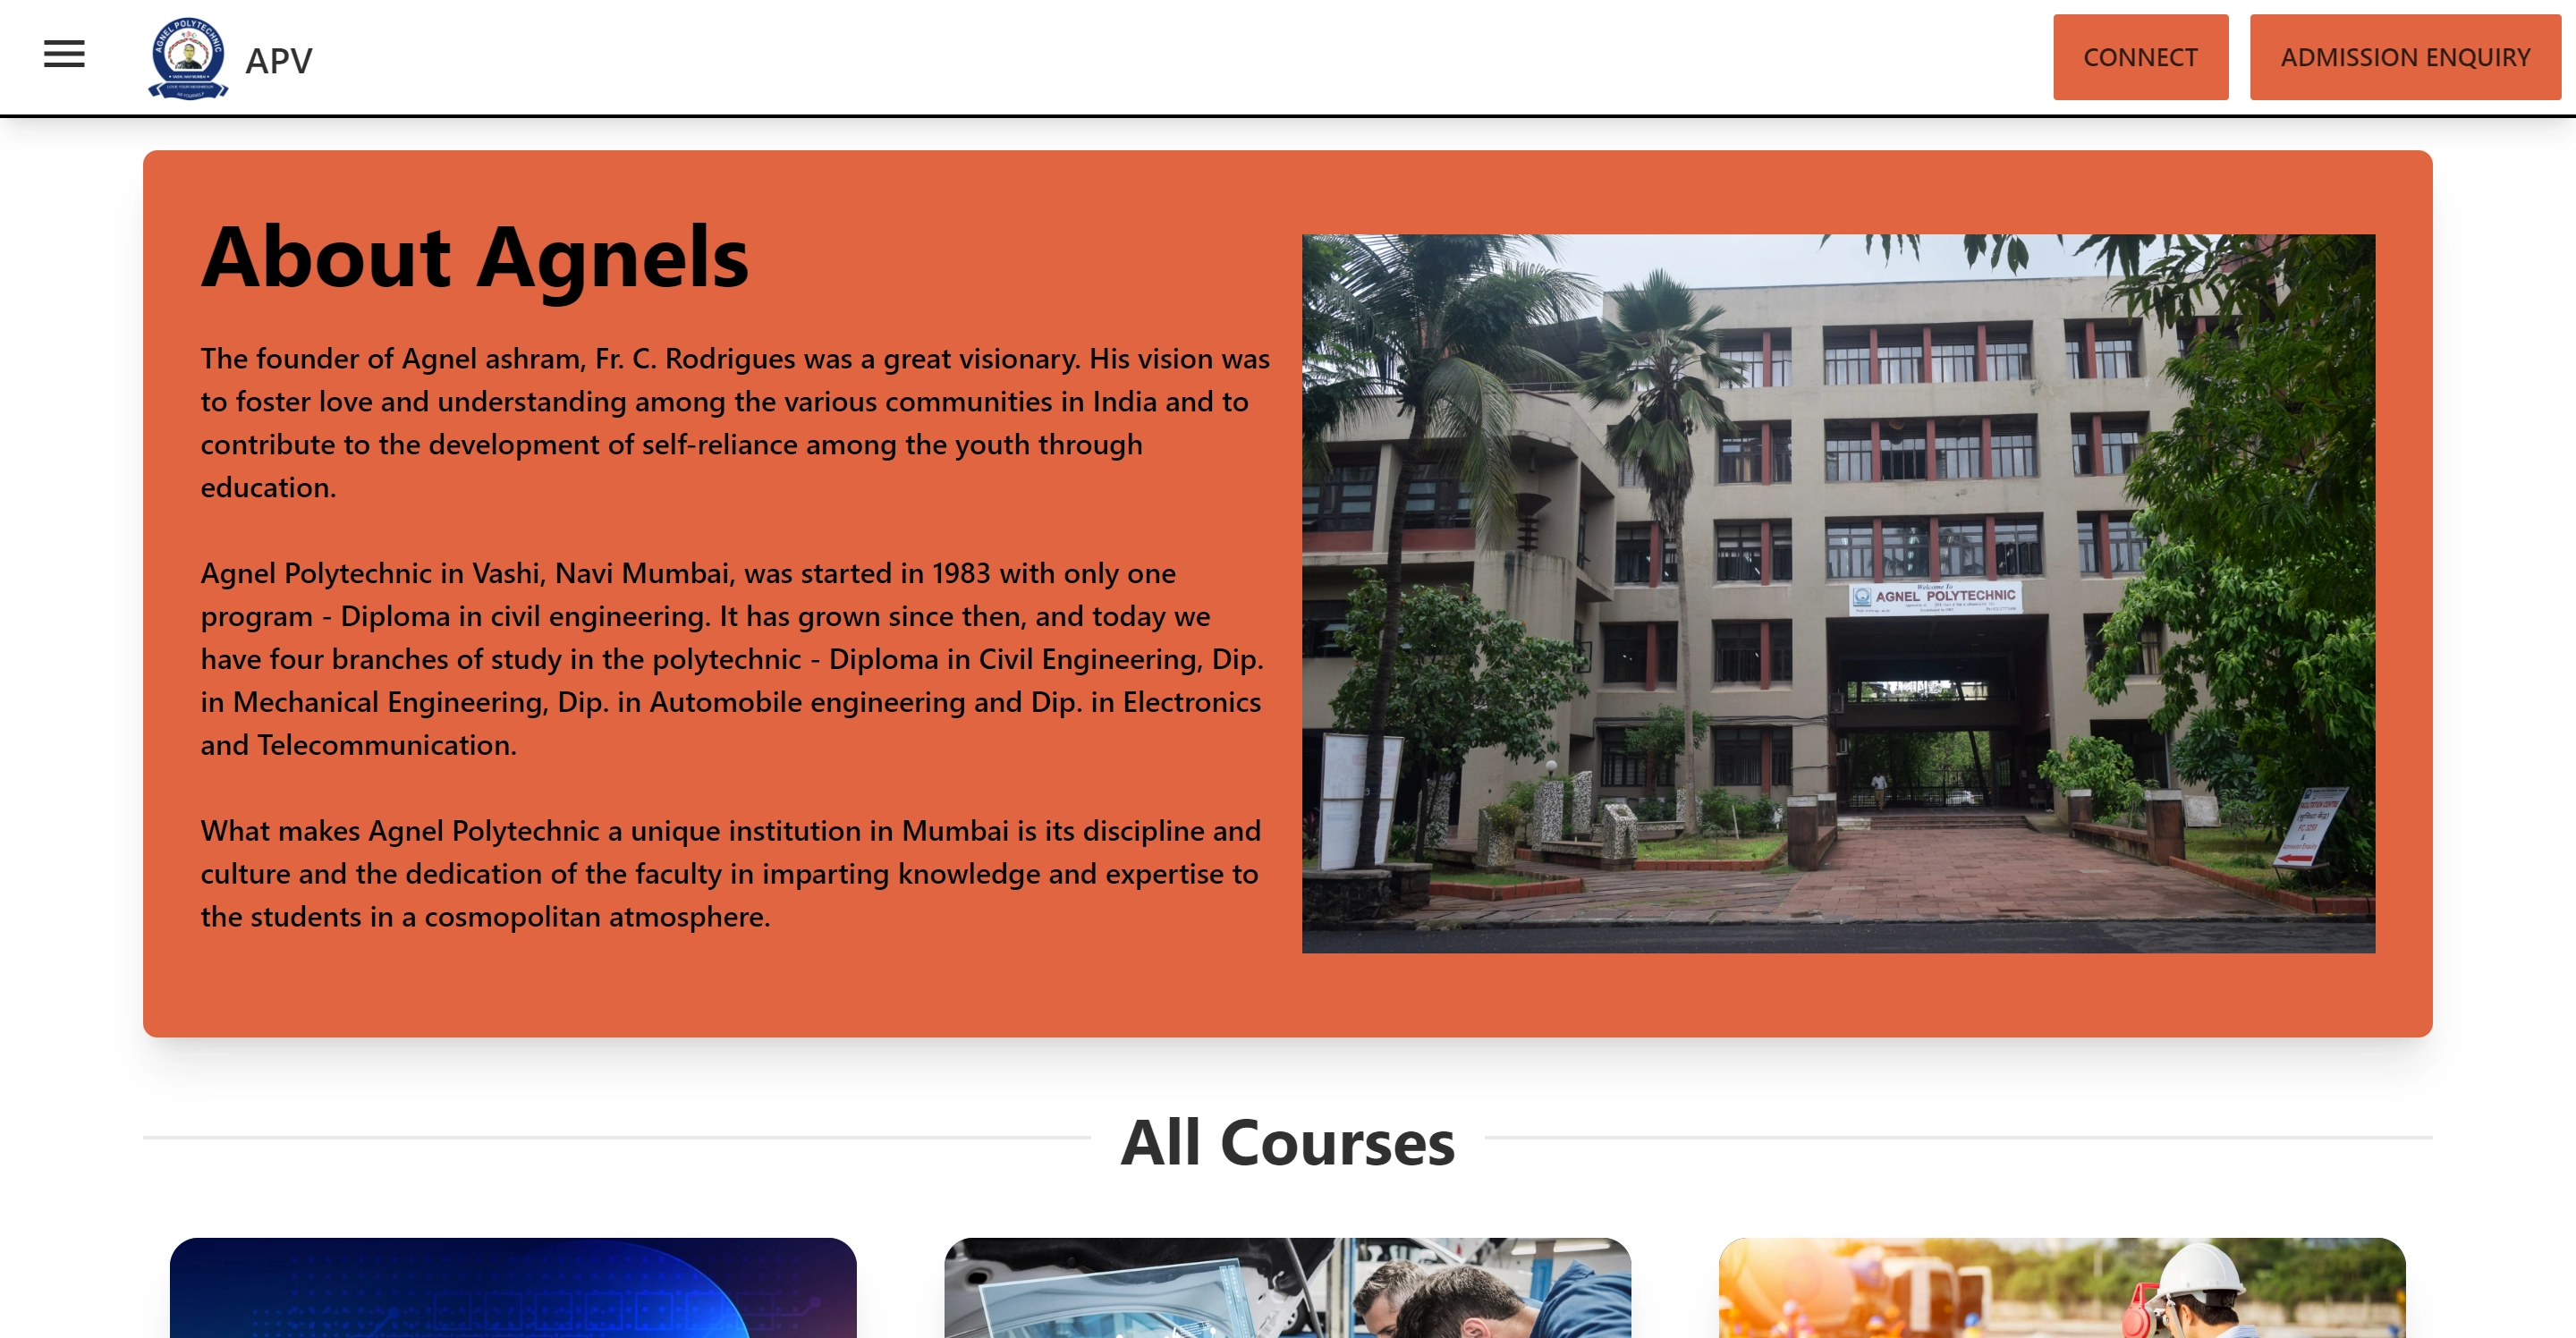 AGNEL POLYTECHNIC
APV
CONNECT
ADMISSION ENQUIRY
About Agnels
The founder of Agnel ashram, Fr. C. Rodrigues was a great visionary. His vision was
to foster love and understanding among the various communities in India and to
contribute to the development of self-reliance among the youth through
education.
Agnel Polytechnic in Vashi, Navi Mumbai, was started in 1983 with only one
program - Diploma in civil engineering. It has grown since then, and today we
have four branches of study in the polytechnic - Diploma in Civil Engineering, Dip.
in Mechanical Engineering, Dip. in Automobile engineering and Dip. in Electronics
and Telecommunication.
What makes Agnel Polytechnic a unique institution in Mumbai is its discipline and
culture and the dedication of the faculty in imparting knowledge and expertise to
the students in a cosmopolitan atmosphere.
Welcome To
AGNEL POLYTECHNIC
All Courses